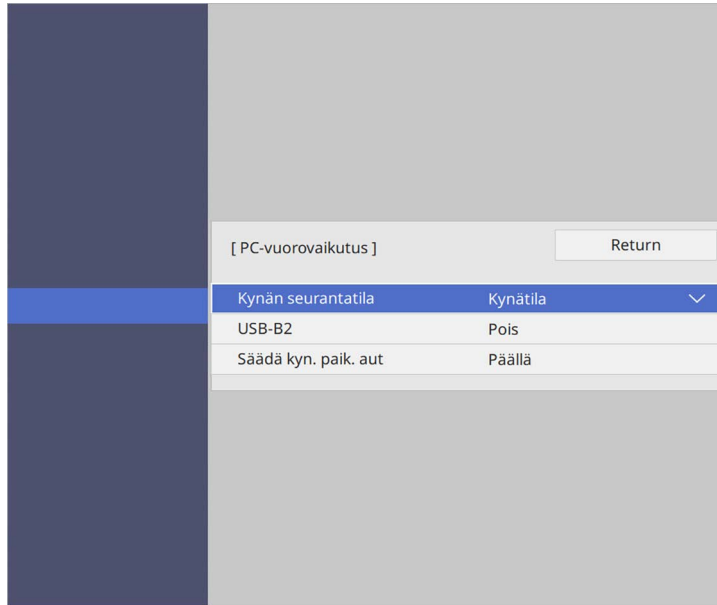 [ PC-vuorovaikutus ] Return
Kynän seurantatila Kynätila
USB-B2 Pois
Säädä kyn. paik. aut Päällä